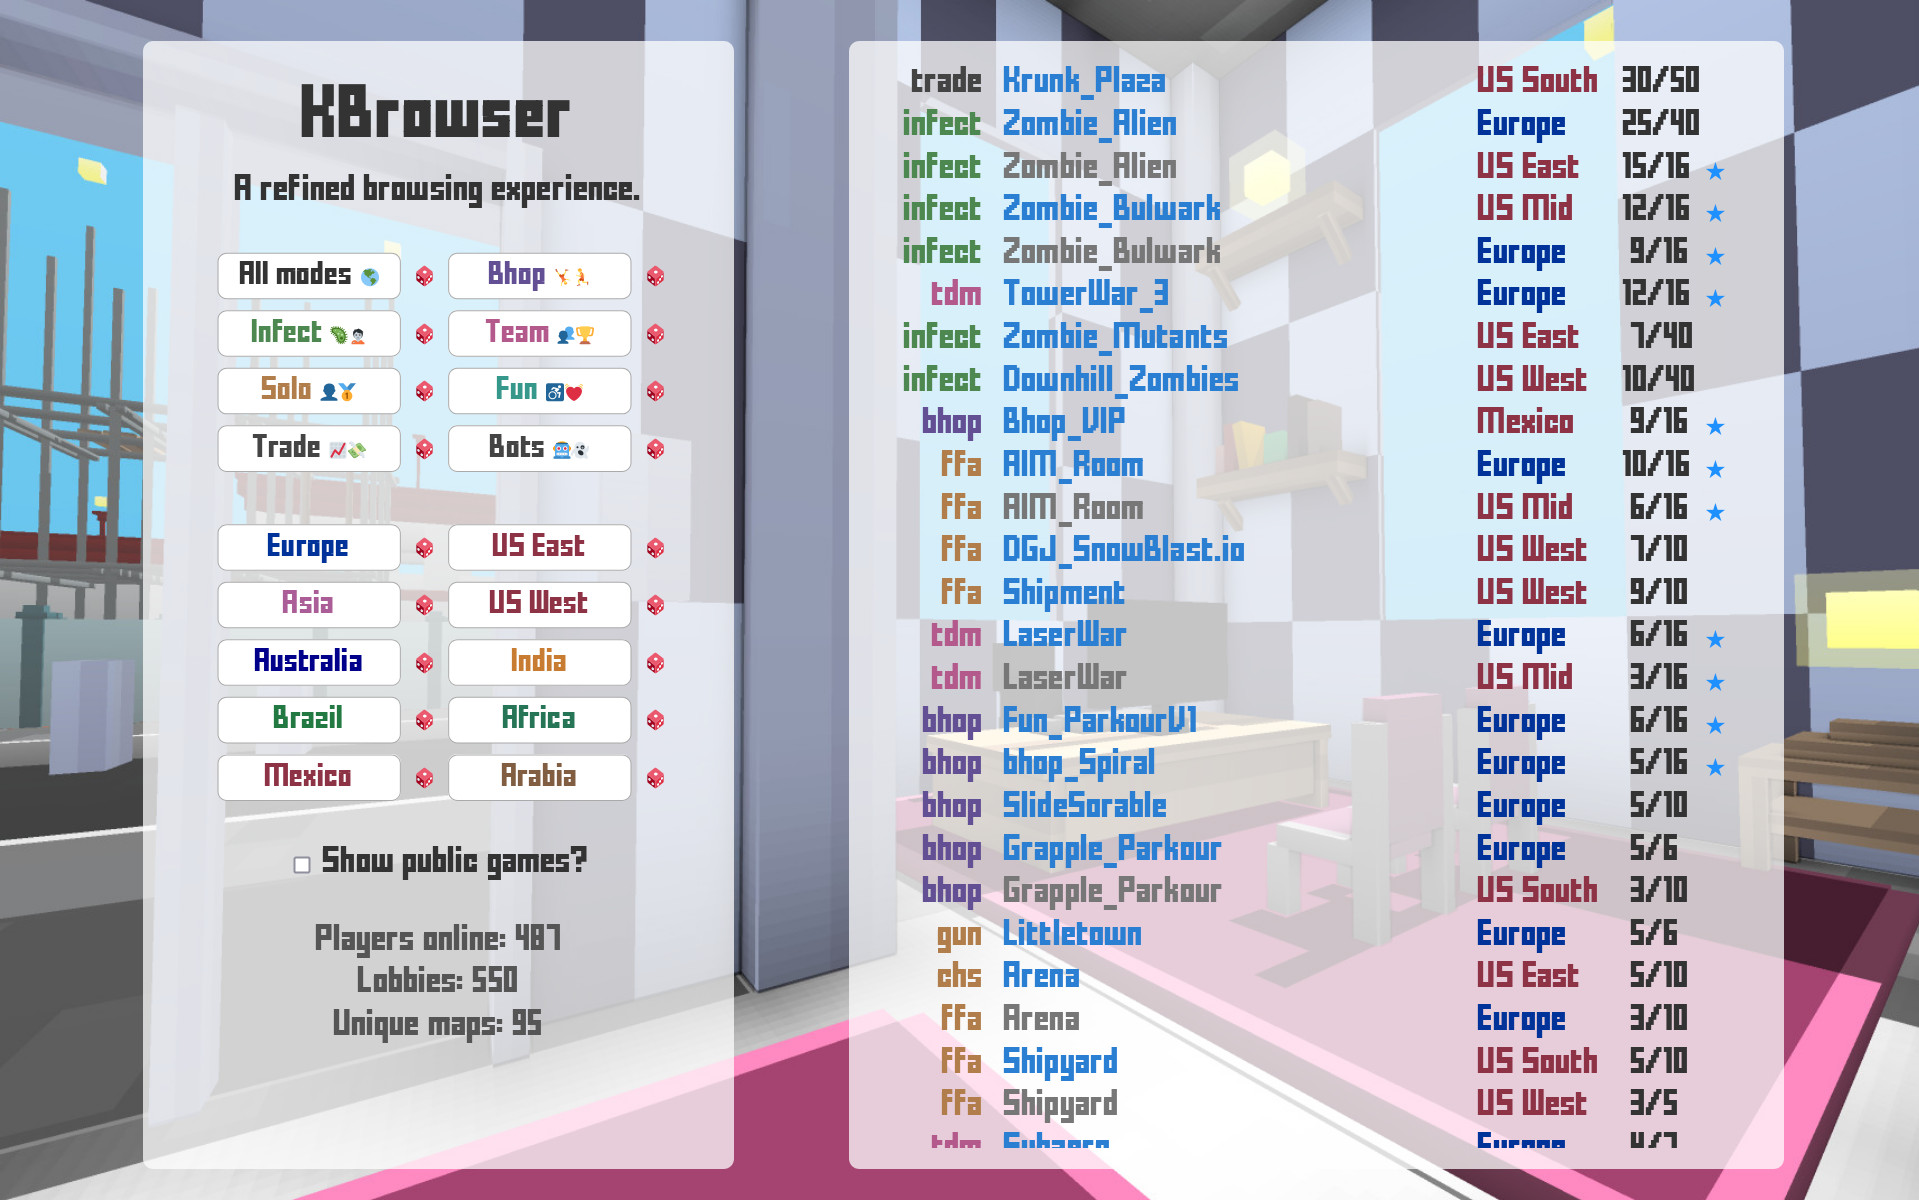 KBrowser
A refined browsing experience.
All modes
Bhop
Infect
Team
Solo
Fun
Trade
Bots
Europe
US East
Asia
US West
Australia
India
Brazil
Africa
Mexico
Arabia
Show public games?
Players online: 487
Lobbies: 550
Unique maps: 95
trade Krunk_Plaza US South 30/50
infect Zombie_Alien Europe 25/40
infect Zombie_Alien US East 15/16 ★
infect Zombie_Bulwark US Mid 12/16 ★
infect Zombie_Bulwark Europe 9/16 ★
tdm TowerWar_3 Europe 12/16 ★
infect Zombie_Mutants US East 7/40
infect Downhill_Zombies US West 10/40
bhop Bhop_VIP Mexico 9/16 ★
ffa AIM_Room Europe 10/16 ★
ffa AIM_Room US Mid 6/16 ★
ffa DGJ_SnowBlast.io US West 7/10
ffa Shipment US West 9/10
tdm LaserWar Europe 6/16 ★
tdm LaserWar US Mid 3/16 ★
bhop Fun_ParkourV1 Europe 6/16 ★
bhop bhop_Spiral Europe 5/16 ★
bhop SlideSorable Europe 5/10
bhop Grapple_Parkour Europe 5/6
bhop Grapple_Parkour US South 3/10
gun Littletown Europe 5/6
chs Arena US East 5/10
ffa Arena Europe 3/10
ffa Shipyard US South 5/10
ffa Shipyard US West 3/5
tdm Europe 4/7